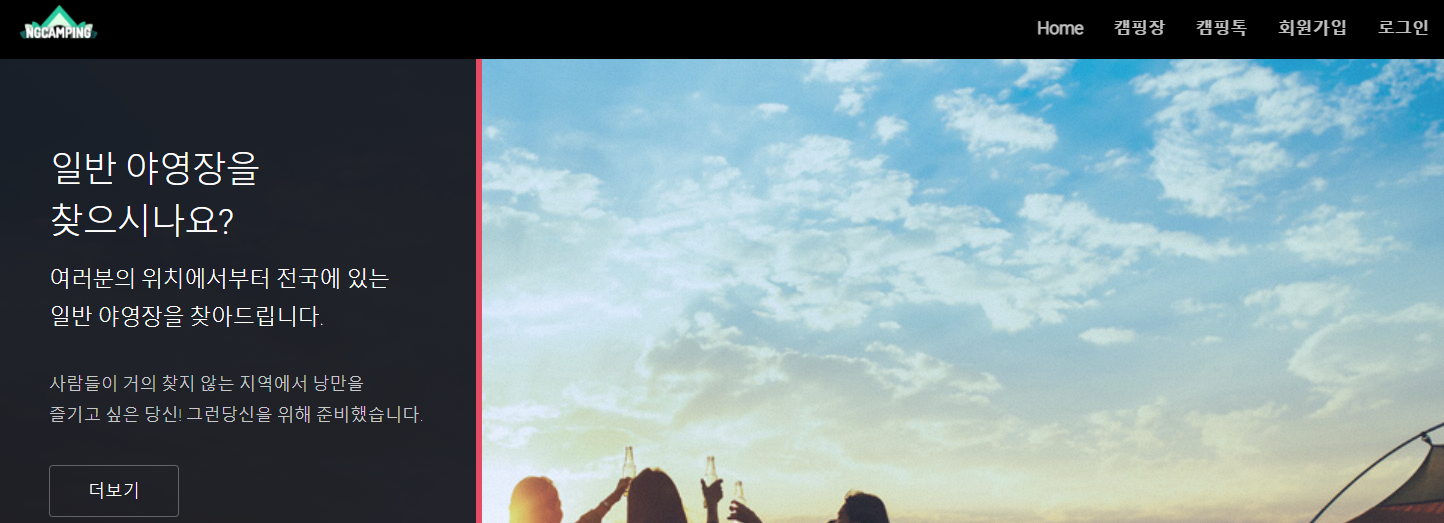 NGCAMPING
Home 캠핑장 캠핑톡 회원가입 로그인
일반 야영장을
찾으시나요?
여러분의 위치에서부터 전국에 있는
일반 야영장을 찾아드립니다.
사람들이 거의 찾지 않는 지역에서 낭만을
즐기고 싶은 당신! 그런당신을 위해 준비했습니다.
더보기